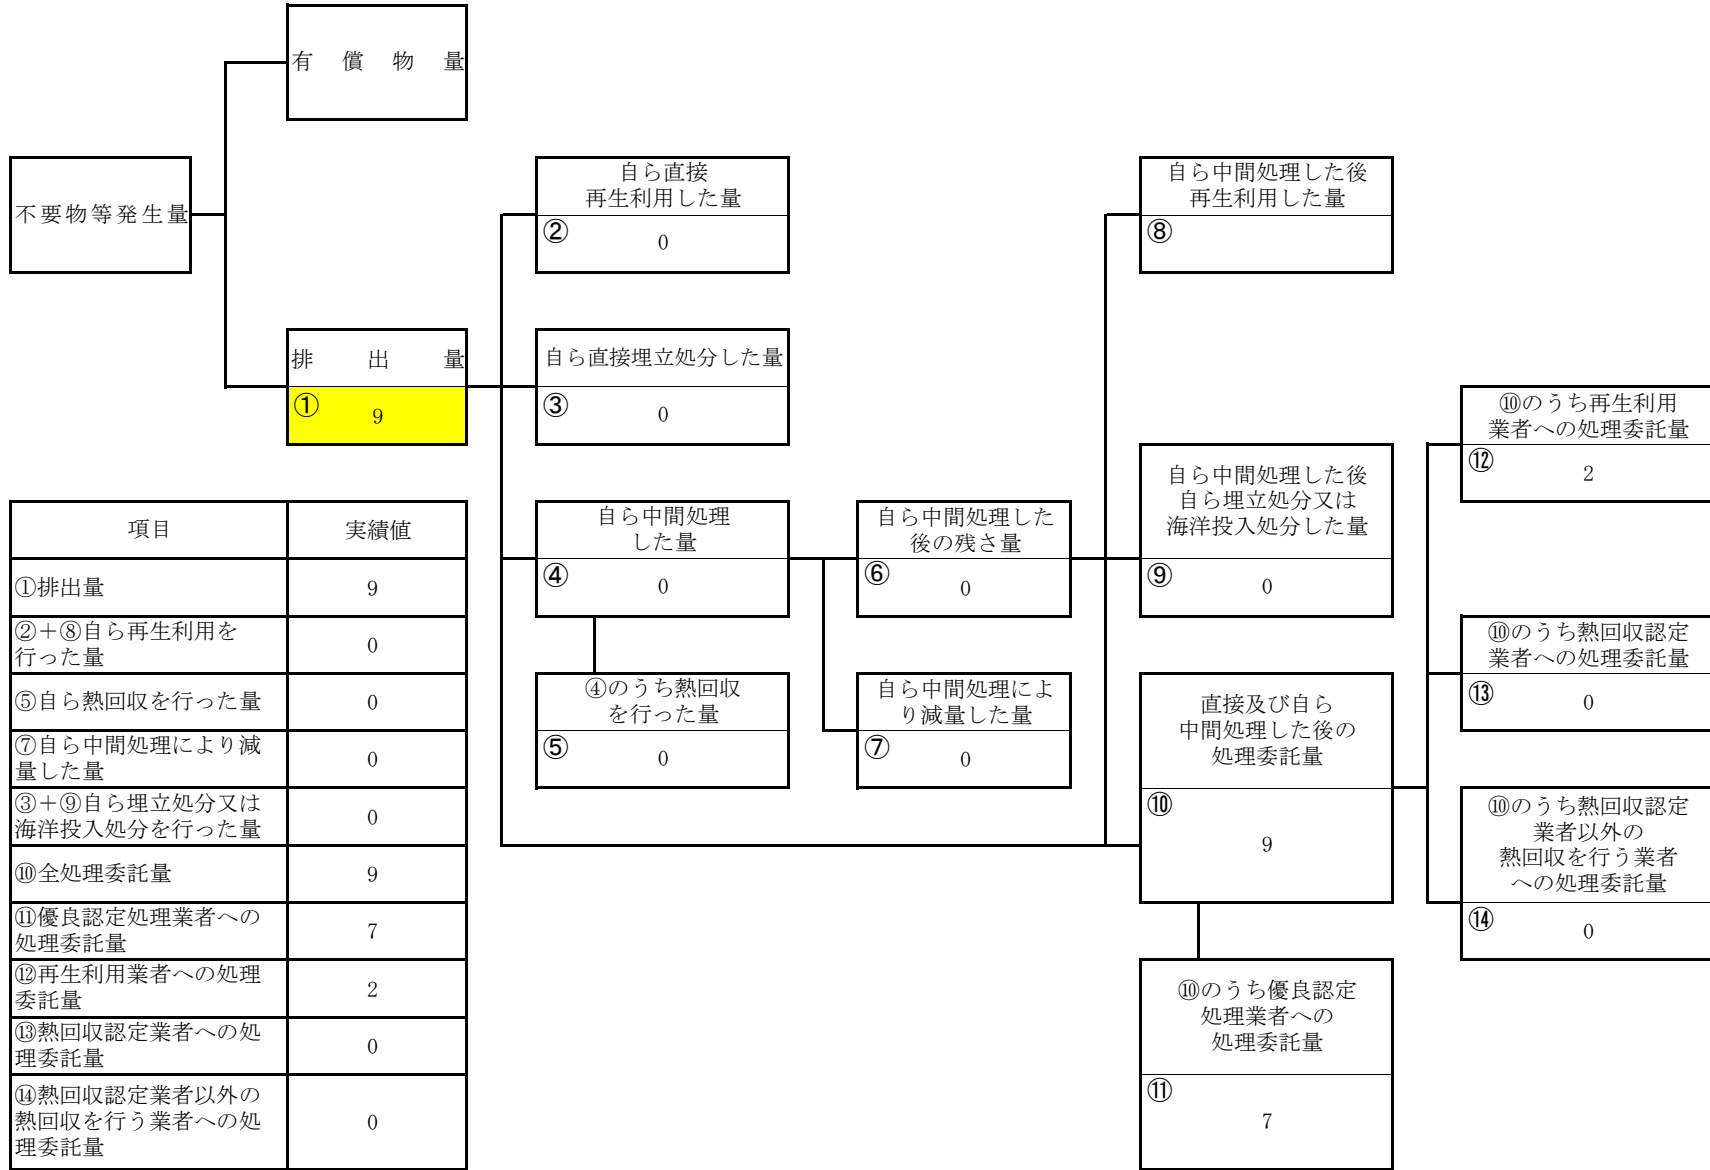 有償物量
不要物等発生量
自ら直接
再生利用した量
②
0
自ら中間処理した後
再生利用した量
⑧
排出量
①
9
自ら直接埋立処分した量
③
0
⑩のうち再生利用
業者への処理委託量
⑫
2
自ら中間処理
した量
④
0
自ら中間処理した
後の残さ量
⑥
0
自ら中間処理した後
自ら埋立処分又は
海洋投入処分した量
⑨
0
⑩のうち熱回収認定
業者への処理委託量
⑬
0
④のうち熱回収
を行った量
⑤
0
自ら中間処理によ
り減量した量
⑦
0
直接及び自ら
中間処理した後の
処理委託量
⑩
9
⑩のうち熱回収認定
業者以外の
熱回収を行う業者
への処理委託量
⑭
0
⑩のうち優良認定
処理業者への
処理委託量
⑪
7
項目
実績値
①排出量
9
②＋⑧自ら再生利用を
行った量
0
⑤自ら熱回収を行った量
0
⑦自ら中間処理により減
量した量
0
③＋⑨自ら埋立処分又は
海洋投入処分を行った量
0
⑩全処理委託量
9
⑪優良認定処理業者への
処理委託量
7
⑫再生利用業者への処理
委託量
2
⑬熱回収認定業者への処
理委託量
0
⑭熱回収認定業者以外の
熱回収を行う業者への処
理委託量
0